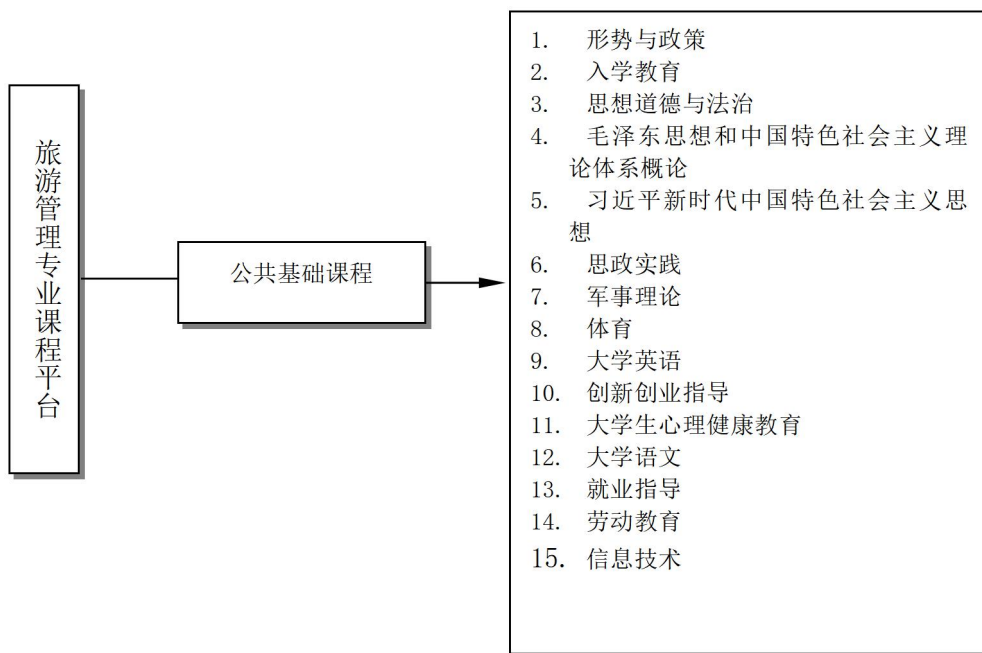 旅游管理专业课程平台
公共基础课程
1. 形势与政策
2. 入学教育
3. 思想道德与法治
4. 毛泽东思想和中国特色社会主义理
论体系概论
5. 习近平新时代中国特色社会主义思
想
6. 思政实践
7. 军事理论
8. 体育
9. 大学英语
10. 创新创业指导
11. 大学生心理健康教育
12. 大学语文
13. 就业指导
14. 劳动教育
15. 信息技术